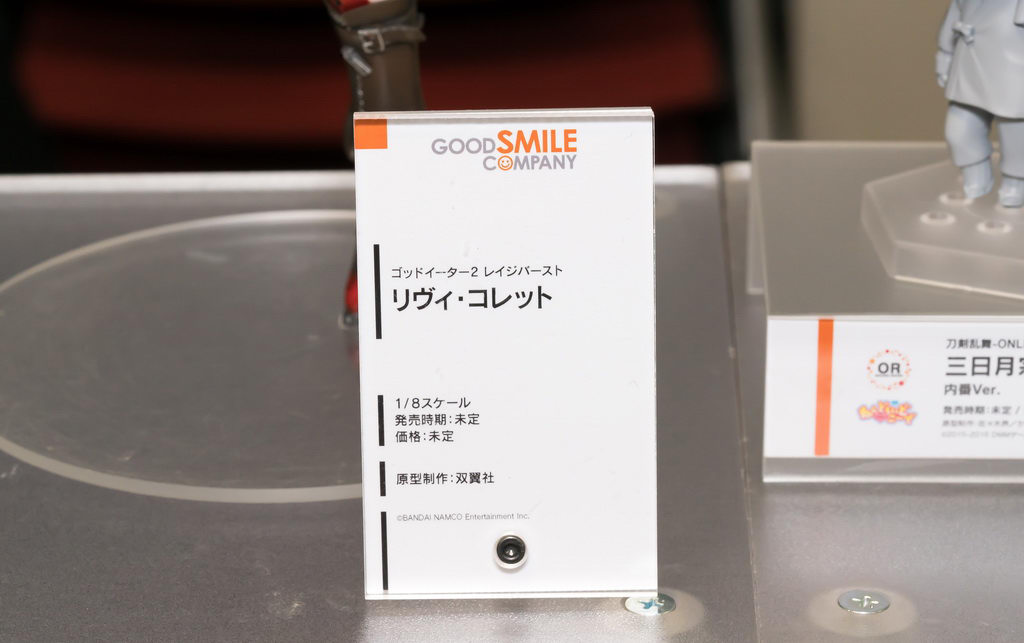 GOOD SMILE
COMPANY
ゴッドイーター2 レイジバースト
リヴィ・コレット
1/8スケール
発売時期:未定
価格:未定
原型制作:双翼社
©BANDAI NAMCO Entertainment Inc.
OR
刀剣乱舞-ONL
三日月宗
内番Ver.
発売時期:未定 /